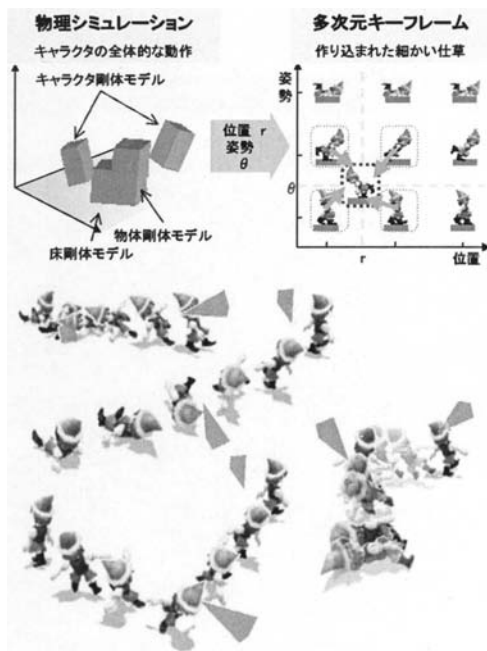 物理シミュレーション
キャラクタの全体的な動作
キャラクタ剛体モデル
物体剛体モデル
床剛体モデル
位置 r
姿勢
θ
多次元キーフレーム
作り込まれた細かい仕草
姿
勢
θ
r
位置